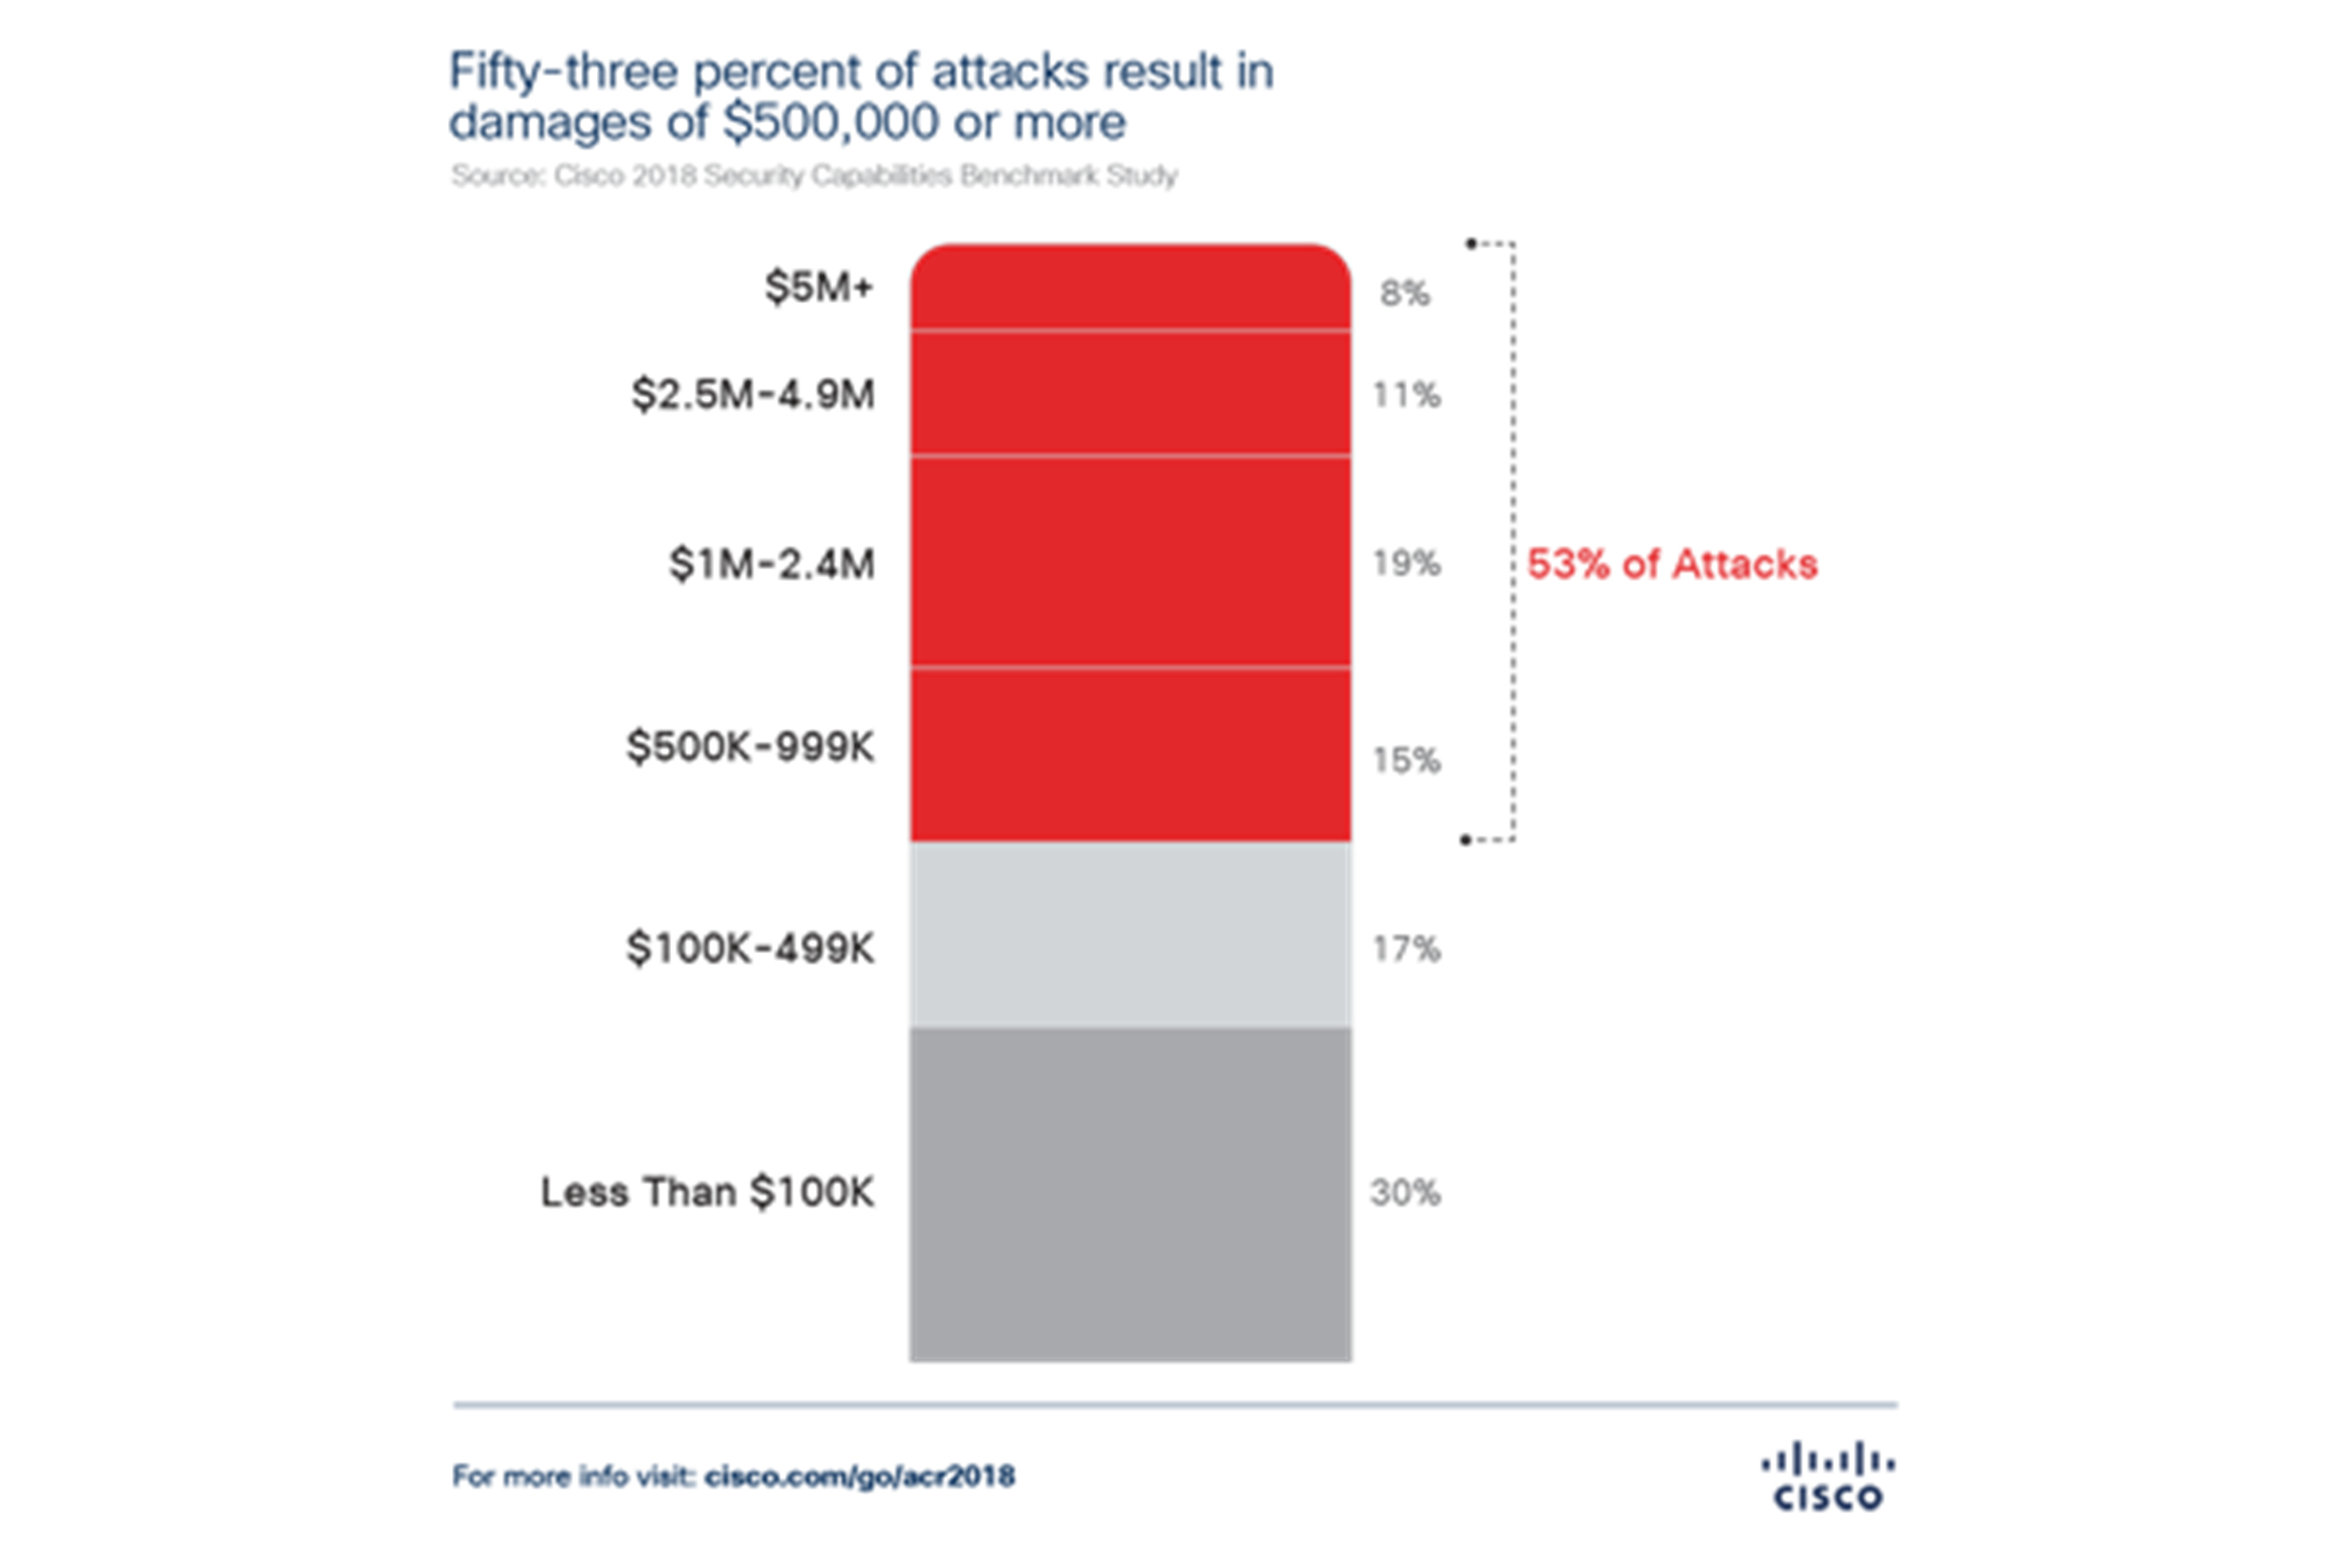 Fifty-three percent of attacks result in
damages of $500,000 or more
Source: Cisco 2018 Security Capabilities Benchmark Study
$5M+ 8%
$2.5M-4.9M 11%
$1M-2.4M 19% 53% of Attacks
$500K-999K 15%
$100K-499K 17%
Less Than $100K 30%
For more info visit: cisco.com/go/acr2018
CISCO